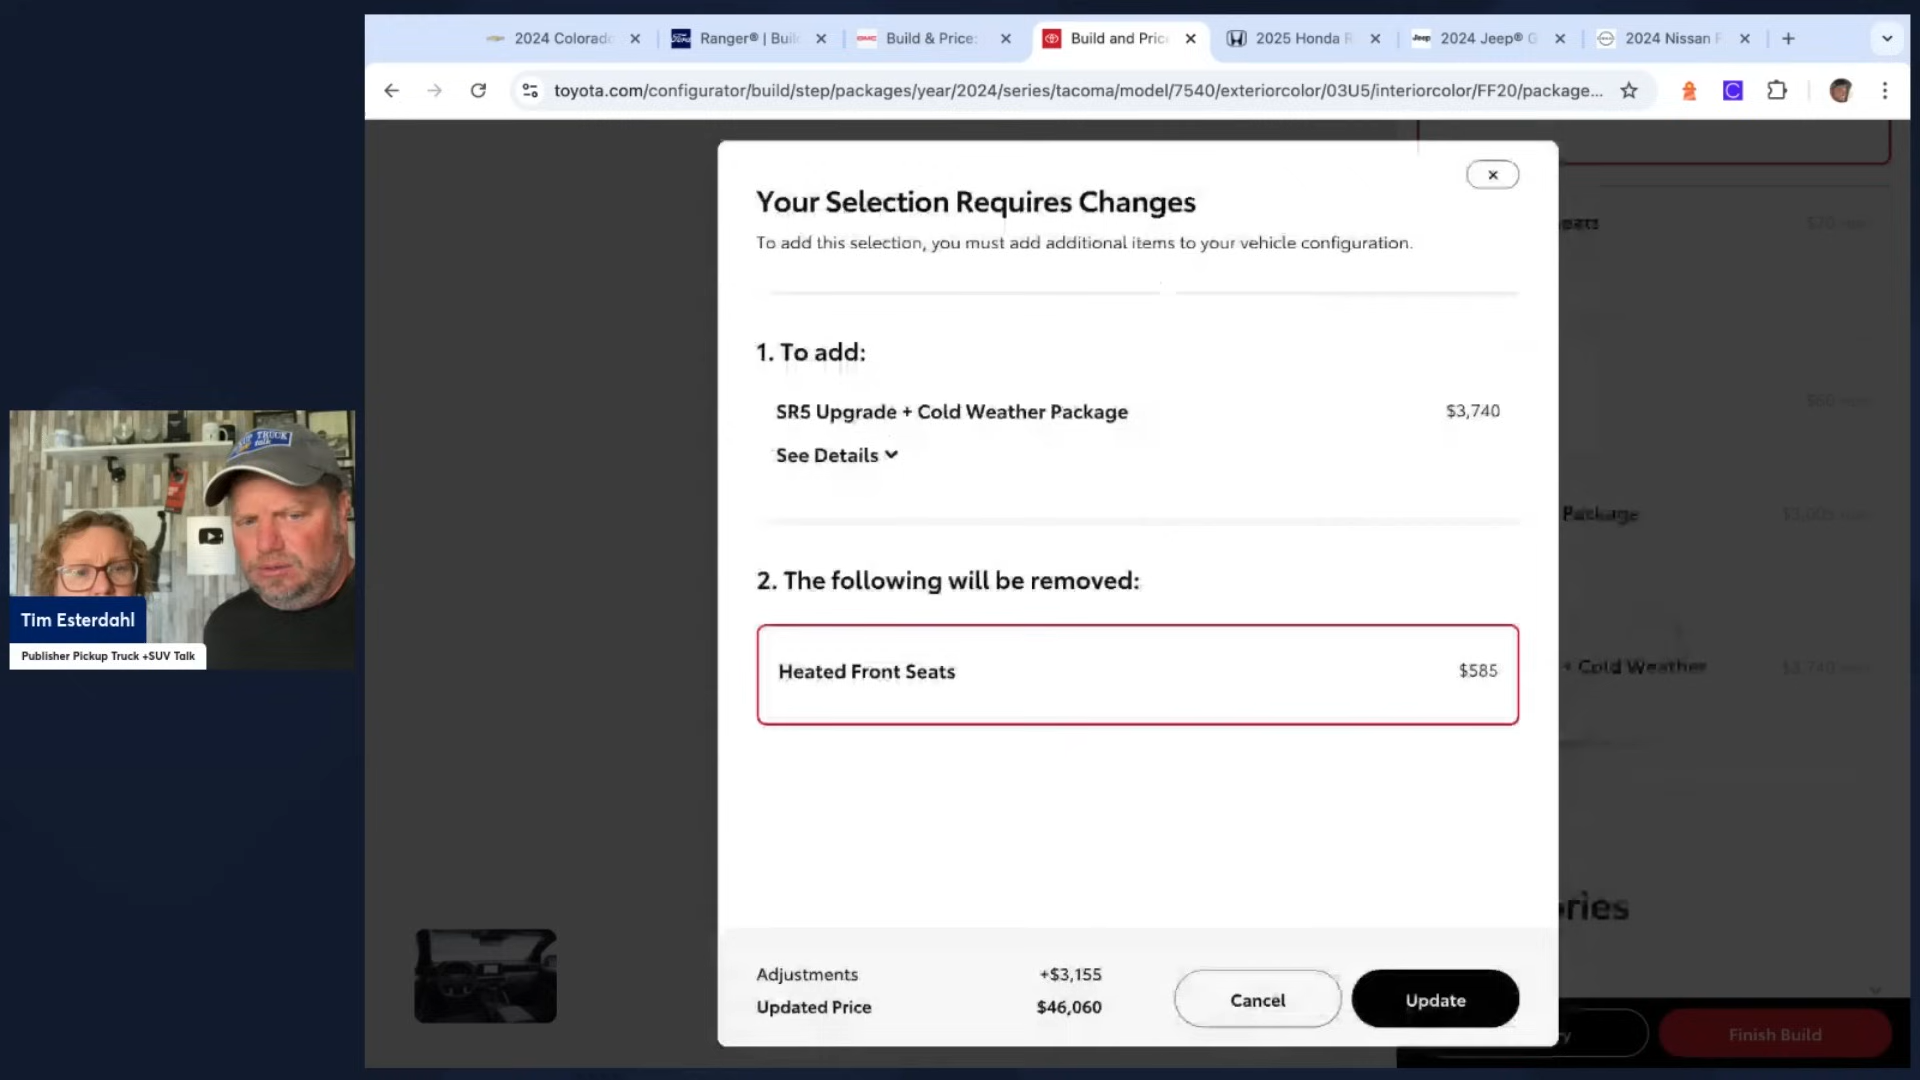 2024 Colorado
Ranger® | Buil
Build & Price:
Build and Pric
2025 Honda R
2024 Jeep® G
2024 Nissan F
toyota.com/configurator/build/step/packages/year/2024/series/tacoma/model/7540/exteriorcolor/03U5/interiorcolor/FF20/package...
Your Selection Requires Changes
To add this selection, you must add additional items to your vehicle configuration.
1. To add:
SR5 Upgrade + Cold Weather Package $3,740
See Details
2. The following will be removed:
Heated Front Seats $585
Adjustments +$3,155
Updated Price $46,060
Cancel
Update
Package
+ Cold Weather
ories
Finish Build
TRUCK
Tim Esterdahl
Publisher Pickup Truck +SUV Talk